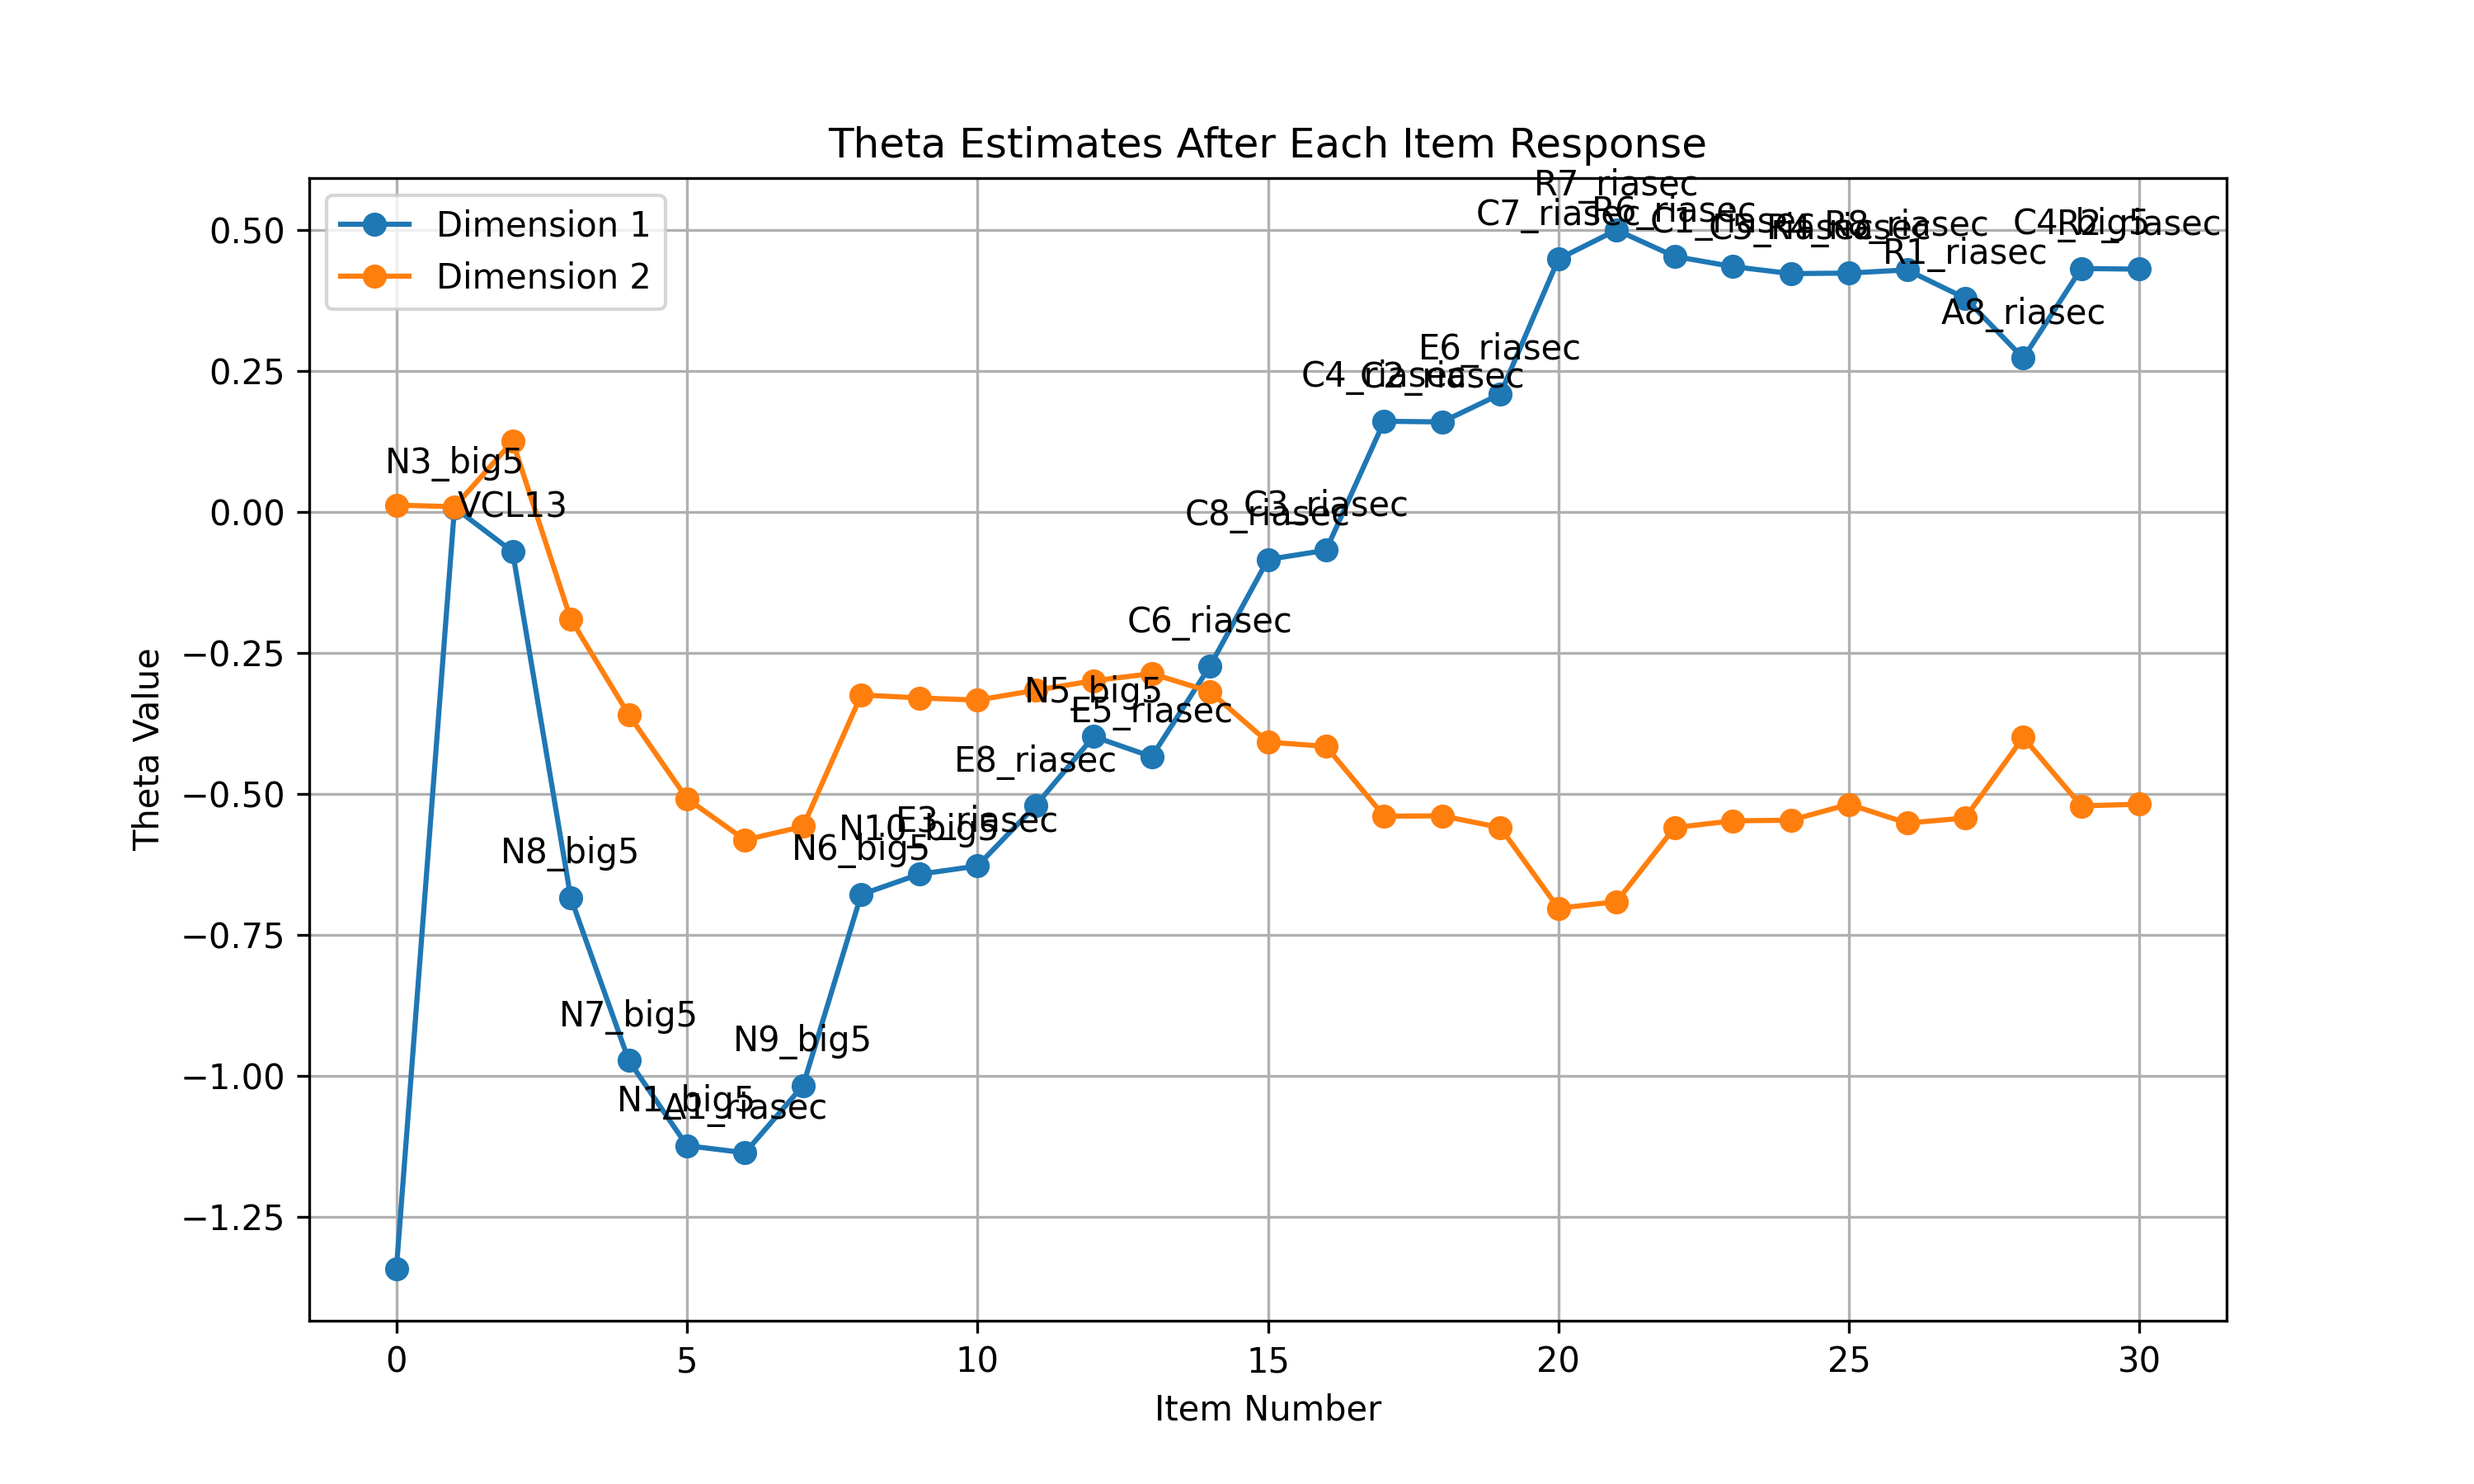 Theta Estimates After Each Item Response
Dimension 1
Dimension 2
Theta Value
0.50
0.25
0.00
−0.25
−0.50
−0.75
−1.00
−1.25
N3_big5
VCL13
N8_big5
N7_big5
N1_big5
A1_riasec
N9_big5
N6_big5
N10_big5
E3_riasec
E8_riasec
N5_big5
E5_riasec
C6_riasec
C8_riasec
C3_riasec
C4_riasec
C2_riasec
E6_riasec
C7_riasec
R7_riasec
R6_riasec
C1_riasec
R4_riasec
R8_riasec
R1_riasec
A8_riasec
C4_big5
R2_riasec
0
5
10
15
20
25
30
Item Number